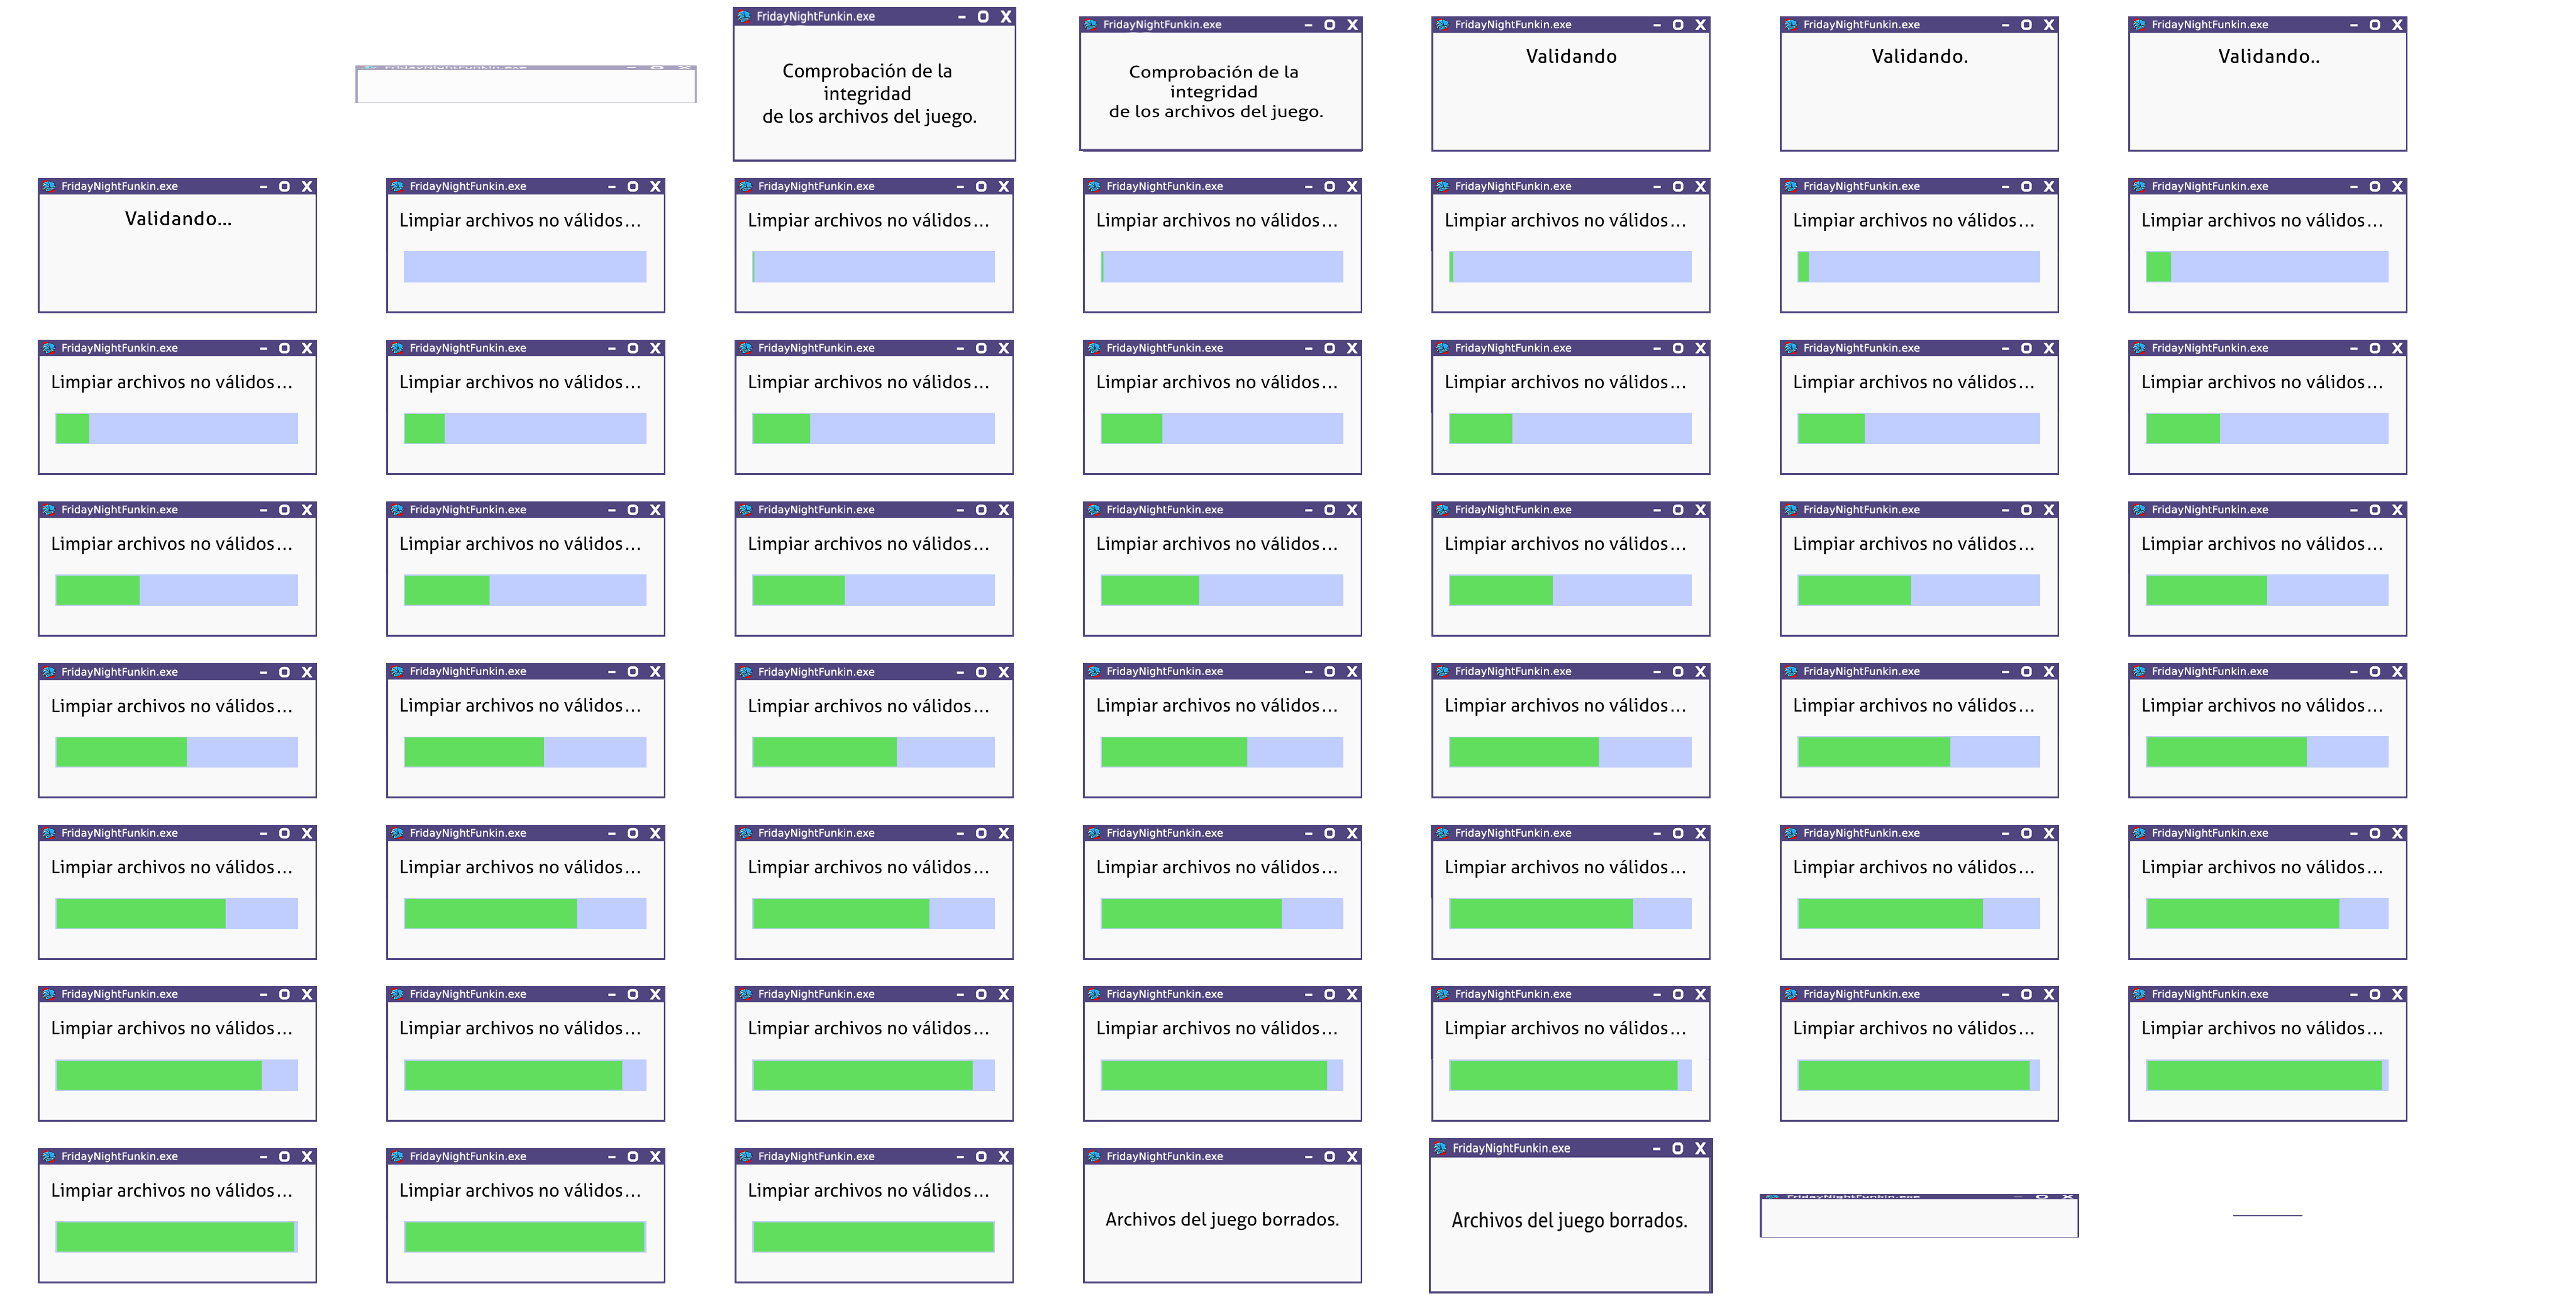 FridayNightFunkin.exe
FridayNightFunkin.exe
Comprobación de la
integridad
de los archivos del juego.
FridayNightFunkin.exe
Comprobación de la
integridad
de los archivos del juego.
FridayNightFunkin.exe
Validando
FridayNightFunkin.exe
Validando.
FridayNightFunkin.exe
Validando..
FridayNightFunkin.exe
Validando...
FridayNightFunkin.exe
Limpiar archivos no válidos...
FridayNightFunkin.exe
Limpiar archivos no válidos...
FridayNightFunkin.exe
Limpiar archivos no válidos...
FridayNightFunkin.exe
Limpiar archivos no válidos...
FridayNightFunkin.exe
Limpiar archivos no válidos...
FridayNightFunkin.exe
Limpiar archivos no válidos...
FridayNightFunkin.exe
Limpiar archivos no válidos...
FridayNightFunkin.exe
Limpiar archivos no válidos...
FridayNightFunkin.exe
Limpiar archivos no válidos...
FridayNightFunkin.exe
Limpiar archivos no válidos...
FridayNightFunkin.exe
Limpiar archivos no válidos...
FridayNightFunkin.exe
Limpiar archivos no válidos...
FridayNightFunkin.exe
Limpiar archivos no válidos...
FridayNightFunkin.exe
Limpiar archivos no válidos...
FridayNightFunkin.exe
Limpiar archivos no válidos...
FridayNightFunkin.exe
Limpiar archivos no válidos...
FridayNightFunkin.exe
Limpiar archivos no válidos...
FridayNightFunkin.exe
Limpiar archivos no válidos...
FridayNightFunkin.exe
Limpiar archivos no válidos...
FridayNightFunkin.exe
Limpiar archivos no válidos...
FridayNightFunkin.exe
Limpiar archivos no válidos...
FridayNightFunkin.exe
Limpiar archivos no válidos...
FridayNightFunkin.exe
Limpiar archivos no válidos...
FridayNightFunkin.exe
Limpiar archivos no válidos...
FridayNightFunkin.exe
Limpiar archivos no válidos...
FridayNightFunkin.exe
Limpiar archivos no válidos...
FridayNightFunkin.exe
Limpiar archivos no válidos...
FridayNightFunkin.exe
Limpiar archivos no válidos...
FridayNightFunkin.exe
Limpiar archivos no válidos...
FridayNightFunkin.exe
Limpiar archivos no válidos...
FridayNightFunkin.exe
Limpiar archivos no válidos...
FridayNightFunkin.exe
Limpiar archivos no válidos...
FridayNightFunkin.exe
Limpiar archivos no válidos...
FridayNightFunkin.exe
Limpiar archivos no válidos...
FridayNightFunkin.exe
Limpiar archivos no válidos...
FridayNightFunkin.exe
Limpiar archivos no válidos...
FridayNightFunkin.exe
Limpiar archivos no válidos...
FridayNightFunkin.exe
Limpiar archivos no válidos...
FridayNightFunkin.exe
Limpiar archivos no válidos...
FridayNightFunkin.exe
Limpiar archivos no válidos...
FridayNightFunkin.exe
Limpiar archivos no válidos...
FridayNightFunkin.exe
Limpiar archivos no válidos...
FridayNightFunkin.exe
Limpiar archivos no válidos...
FridayNightFunkin.exe
Limpiar archivos no válidos...
FridayNightFunkin.exe
Limpiar archivos no válidos...
FridayNightFunkin.exe
Limpiar archivos no válidos...
FridayNightFunkin.exe
Archivos del juego borrados.
FridayNightFunkin.exe
Archivos del juego borrados.
FridayNightFunkin.exe